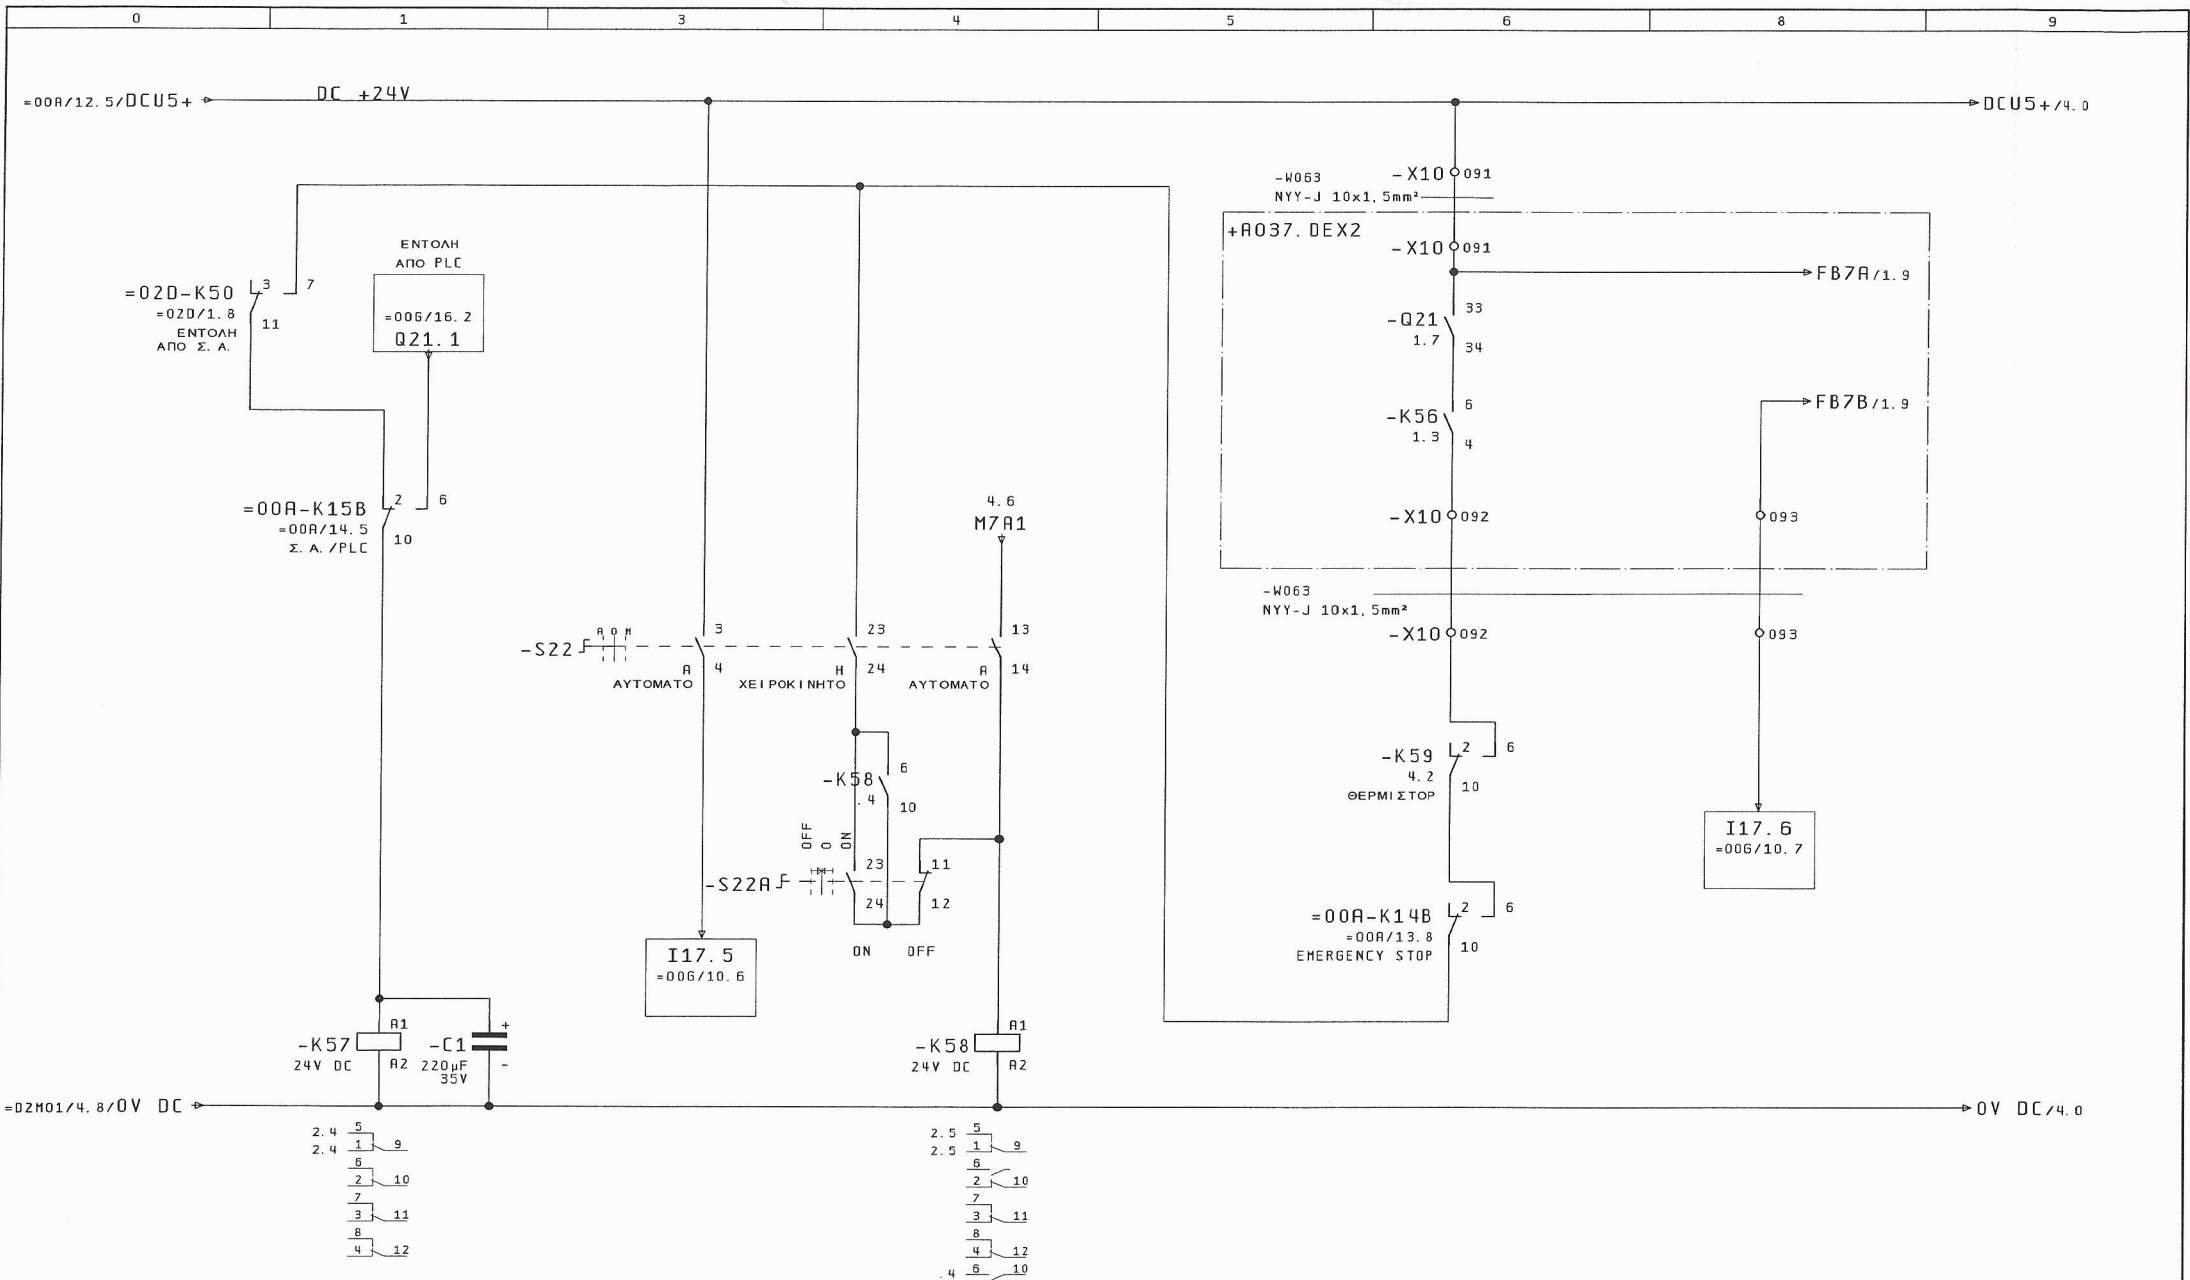 0 1 3 4 5 6 8 9
=00A/12.5/DCU5+
DC +24V
DCU5+/4.0
-W063
NYY-J 10x1,5mm²
-X10 091
+A037.DEX2
-X10 091
FB7A/1.9
ΕΝΤΟΛΗ
ΑΠΟ PLC
=00G/16.2
Q21.1
=02D-K50
=02D/1.8
ΕΝΤΟΛΗ
ΑΠΟ Σ.Α.
3 7
11
-Q21
1.7
33
34
-K56
1.3
6
4
FB7B/1.9
=00A-K15B
=00A/14.5
Σ.Α./PLC
2 6
10
4.6
M7A1
-X10 092
093
-W063
NYY-J 10x1,5mm²
-X10 092
093
-S22
A O H
3
A 4
ΑΥΤΟΜΑΤΟ
23
H 24
ΧΕΙΡΟΚΙΝΗΤΟ
13
A 14
ΑΥΤΟΜΑΤΟ
-K58
.4
6
10
-K59
4.2
ΘΕΡΜΙΣΤΟΡ
2 6
10
OFF
O
ON
-S22A
23
24
11
12
ON OFF
I17.6
=00G/10.7
=00A-K14B
=00A/13.8
EMERGENCY STOP
2 6
10
I17.5
=00G/10.6
-K57
24V DC
A1
A2
-C1
220µF
35V
+
-
-K58
24V DC
A1
A2
=D2M01/4.8/0V DC
0V DC/4.0
2.4 5
2.4 1 9
6
2 10
7
3 11
8
4 12
2.5 5
2.5 1 9
6
2 10
7
3 11
8
4 12
.4 6 10